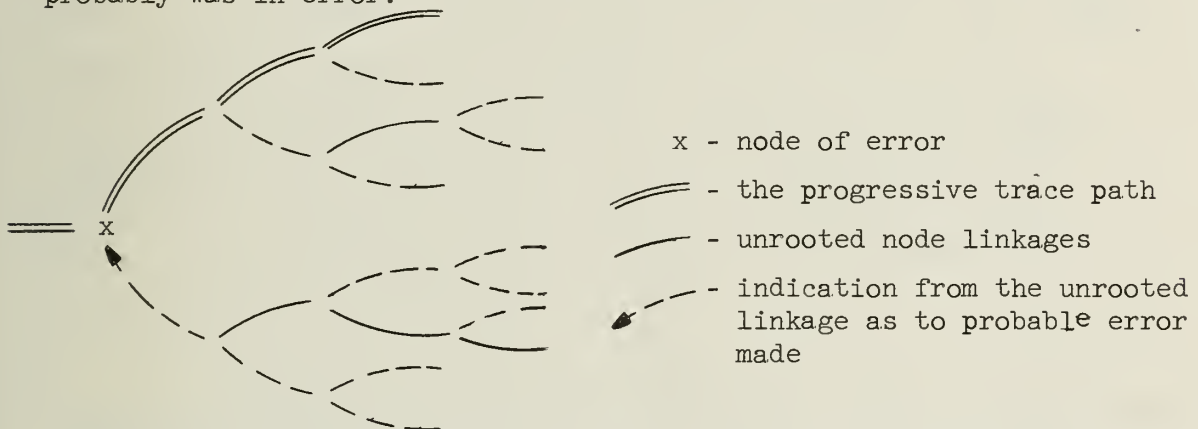 probably was in error.
x - node of error
- the progressive trace path
x
- unrooted node linkages
- indication from the unrooted
linkage as to probable error
made